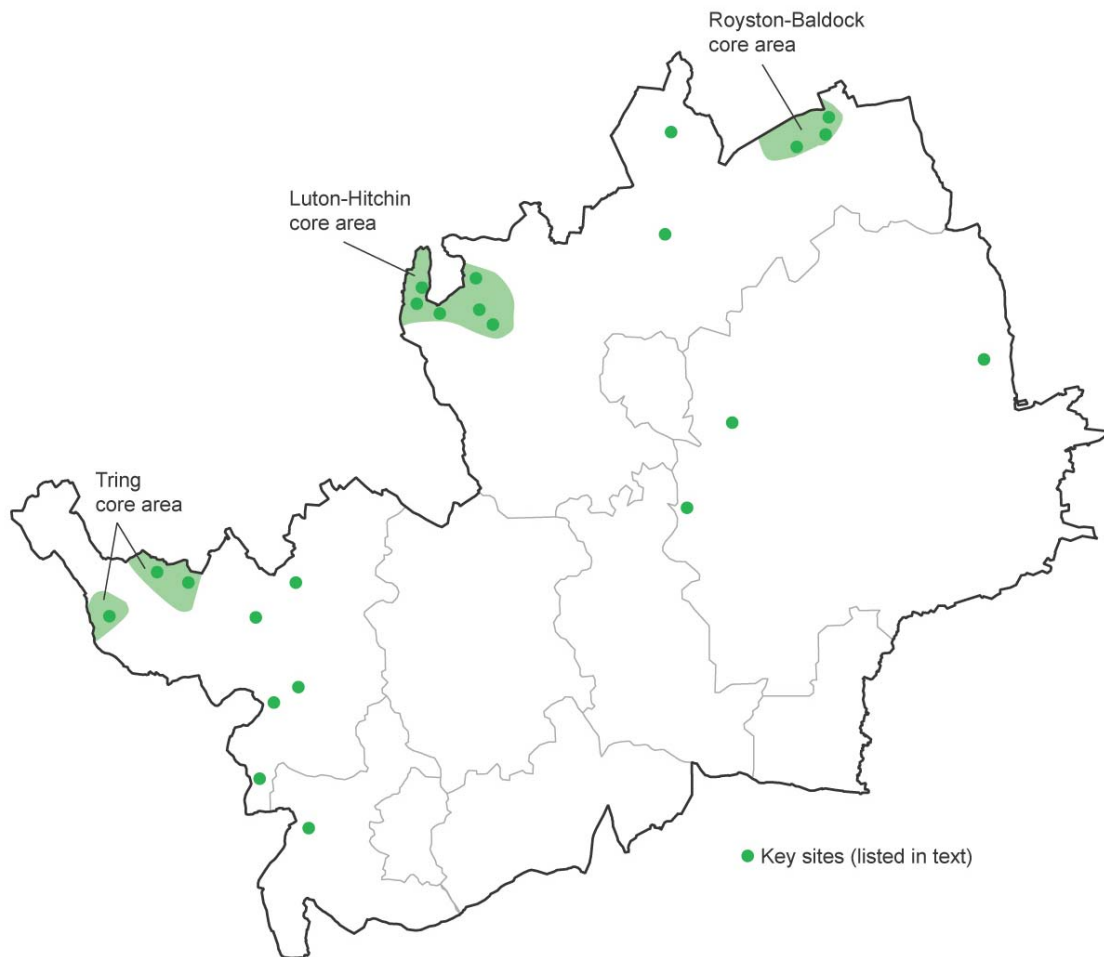 Royston-Baldock
core area
Luton-Hitchin
core area
Tring
core area
Key sites (listed in text)